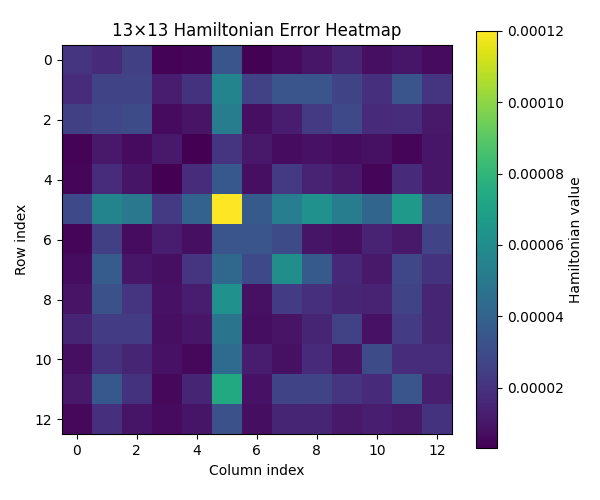 13×13 Hamiltonian Error Heatmap
0
2
4
6
8
10
12
Row index
0 2 4 6 8 10 12
Column index
0.00012
0.00010
0.00008
0.00006
0.00004
0.00002
Hamiltonian value